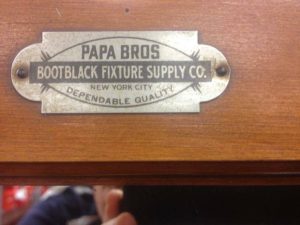 PAPA BROS
BOOTBLACK FIXTURE SUPPLY CO.
NEW YORK CITY
DEPENDABLE QUALITY